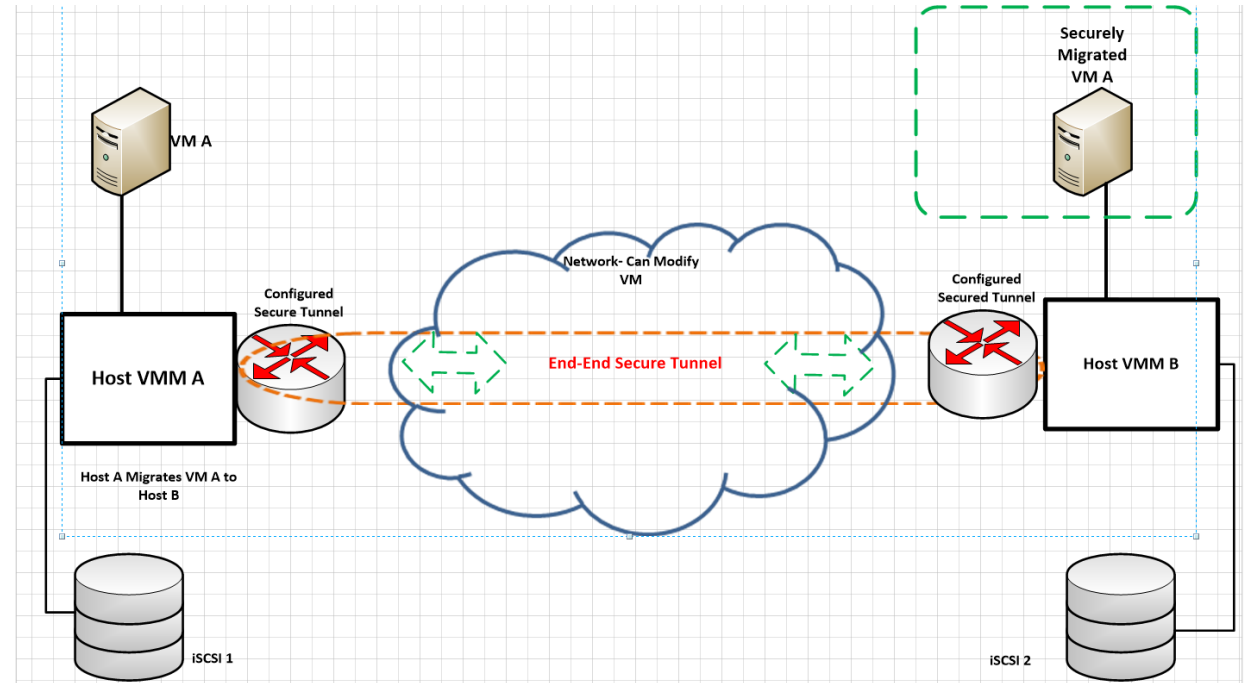 Securely
Migrated
VM A
VM A
Network- Can Modify
VM
Configured
Secure Tunnel
Configured
Secured Tunnel
Host VMM A
End-End Secure Tunnel
Host VMM B
Host A Migrates VM A to
Host B
iSCSI 1
iSCSI 2